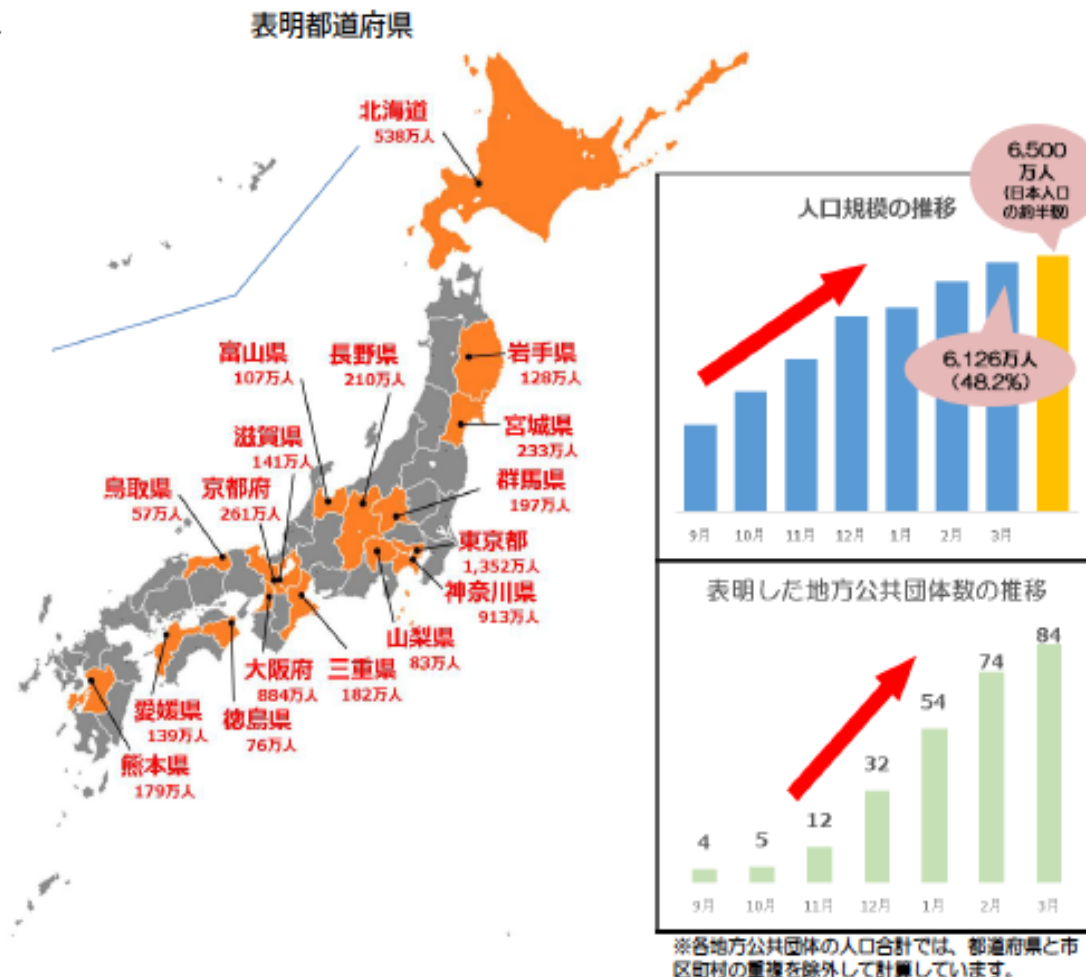 表明都道府県
北海道
538万人
富山県
107万人
長野県
210万人
岩手県
128万人
滋賀県
141万人
宮城県
233万人
鳥取県
57万人
京都府
261万人
群馬県
197万人
東京都
1,352万人
神奈川県
913万人
山梨県
83万人
大阪府
884万人
三重県
182万人
愛媛県
139万人
徳島県
76万人
熊本県
179万人
6,500
万人
(日本人口
の約半数)
人口規模の推移
6,126万人
(48.2%)
9月 10月 11月 12月 1月 2月 3月
表明した地方公共団体数の推移
4 5 12 32 54 74 84
9月 10月 11月 12月 1月 2月 3月
※各地方公共団体の人口合計では、都道府県と市
区町村の重複を除外して計算しています。